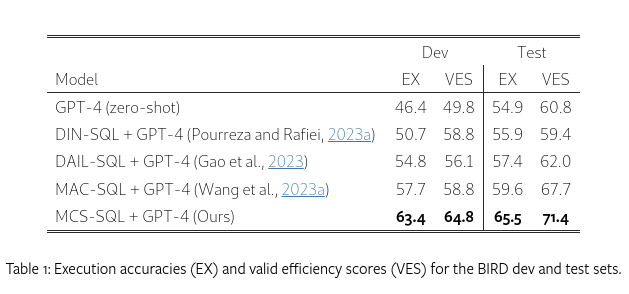 Dev Test
Model EX VES EX VES
GPT-4 (zero-shot) 46.4 49.8 54.9 60.8
DIN-SQL + GPT-4 (Pourreza and Rafiei, 2023a) 50.7 58.8 55.9 59.4
DAIL-SQL + GPT-4 (Gao et al., 2023) 54.8 56.1 57.4 62.0
MAC-SQL + GPT-4 (Wang et al., 2023a) 57.7 58.8 59.6 67.7
MCS-SQL + GPT-4 (Ours) 63.4 64.8 65.5 71.4
Table 1: Execution accuracies (EX) and valid efficiency scores (VES) for the BIRD dev and test sets.